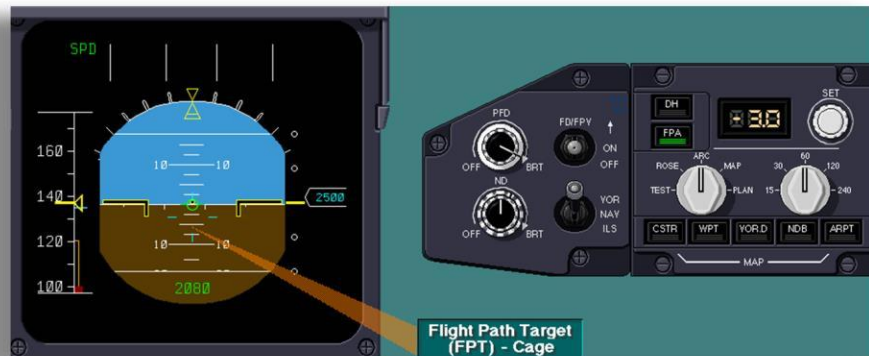 SPD
160
140
120
100
10 10
10 10
2500
2080
PFD
OFF BRT
ND
OFF BRT
FD/FPV
ON
OFF
VOR
NAV
ILS
DH
FPA
-3.0
SET
ROSE ARC MAP
TEST PLAN
30 60 120
15 240
CSTR WPT VOR.D NDB ARPT
MAP
Flight Path Target
(FPT) - Cage